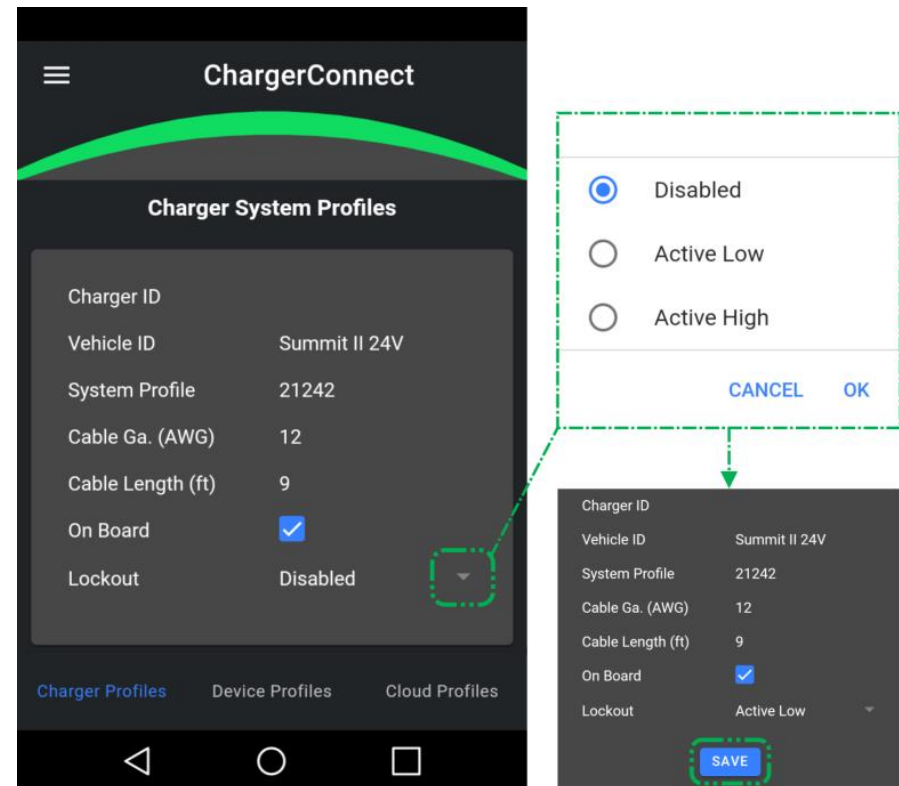 ChargerConnect
Charger System Profiles
Charger ID
Vehicle ID Summit II 24V
System Profile 21242
Cable Ga. (AWG) 12
Cable Length (ft) 9
On Board
Lockout Disabled
Charger Profiles Device Profiles Cloud Profiles
Disabled
Active Low
Active High
CANCEL OK
Charger ID
Vehicle ID Summit II 24V
System Profile 21242
Cable Ga. (AWG) 12
Cable Length (ft) 9
On Board
Lockout Active Low
SAVE